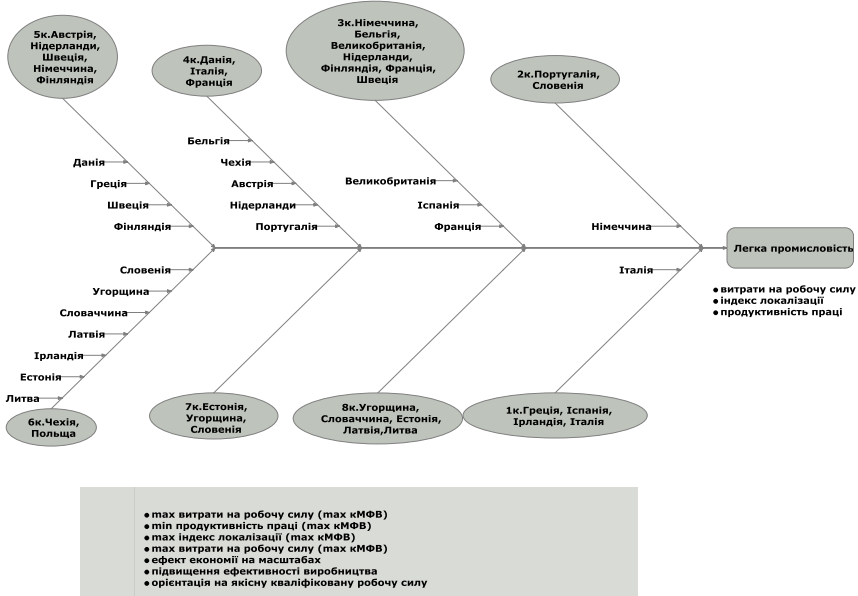 5к.Австрія,
Нідерланди,
Швеція,
Німеччина,
Фінляндія
4к.Данія,
Італія,
Франція
3к.Німеччина,
Бельгія,
Великобританія,
Нідерланди,
Фінляндія, Франція,
Швеція
2к.Португалія,
Словенія
Данія
Греція
Швеція
Фінляндія
Бельгія
Чехія
Австрія
Нідерланди
Португалія
Великобританія
Іспанія
Франція
Німеччина
Легка промисловість
●витрати на робочу силу
●індекс локалізації
●продуктивність праці
Словенія
Угорщина
Словаччина
Латвія
Ірландія
Естонія
Литва
Італія
6к.Чехія,
Польща
7к.Естонія,
Угорщина,
Словенія
8к.Угорщина,
Словаччина, Естонія,
Латвія,Литва
1к.Греція, Іспанія,
Ірландія, Італія
●max витрати на робочу силу (max кМФВ)
●min продуктивність праці (max кМФВ)
●max індекс локалізації (max кМФВ)
●max витрати на робочу силу (max кМФВ)
●ефект економії на масштабах
●підвищення ефективності виробництва
●орієнтація на якісну кваліфіковану робочу силу